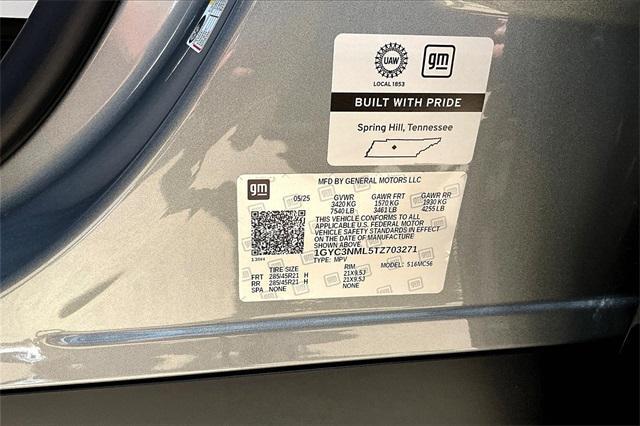 UAW
gm
LOCAL 1853
BUILT WITH PRIDE
Spring Hill, Tennessee
gm
MFD BY GENERAL MOTORS LLC
05/25 GVWR GAWR FRT GAWR RR
3420 KG 1570 KG 1930 KG
7540 LB 3461 LB 4255 LB
THIS VEHICLE CONFORMS TO ALL
APPLICABLE U.S. FEDERAL MOTOR
VEHICLE SAFETY STANDARDS IN EFFECT
ON THE DATE OF MANUFACTURE
SHOWN ABOVE.
1GYC3NML5TZ703271
TYPE: MPV MODEL: 516MC56
TIRE SIZE RIM
FRT 285/45R21 H 21X9.5J
RR 285/45R21 H 21X9.5J
SPA NONE NONE